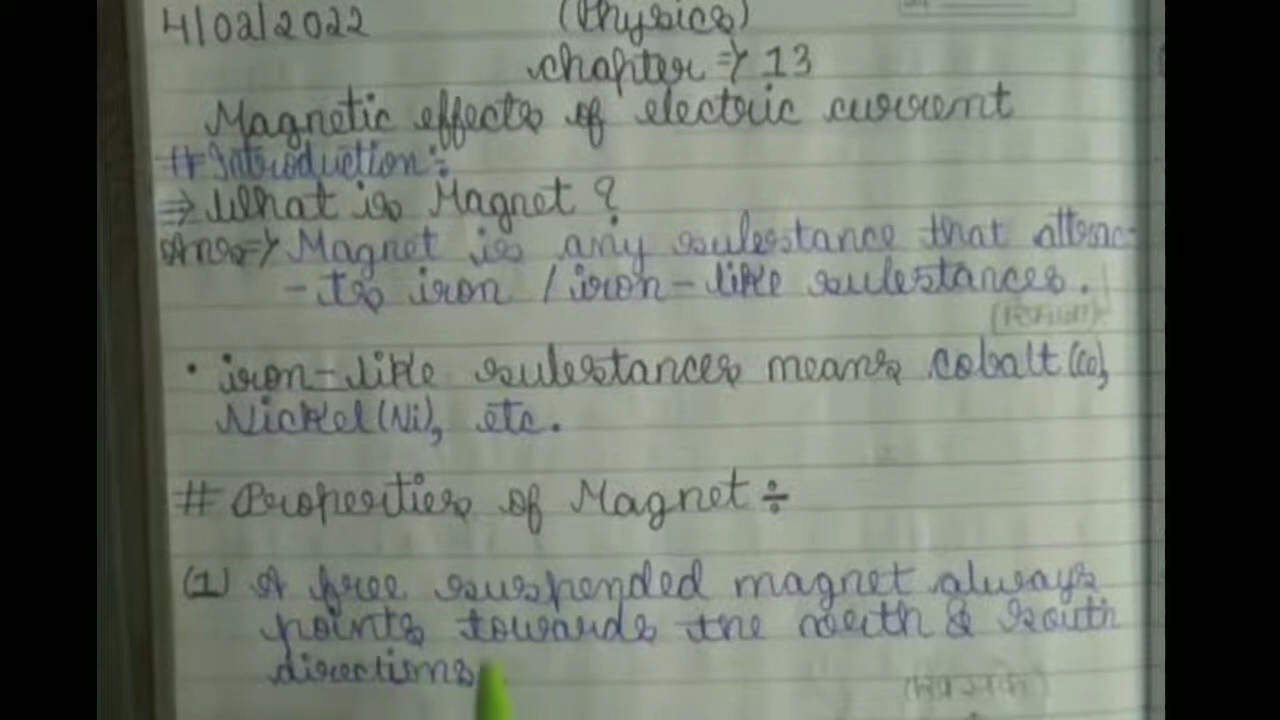 4/02/2022
(Physics)
chapter ⇒ 13
Magnetic effects of electric current
# Introduction:-
⇒ What is Magnet ?
Ans ⇒ Magnet is any substance that attrac-
-ts iron / iron-like substances.
• iron-like substances means cobalt (Co),
Nickel (Ni), etc.
# Properties of Magnet ÷
(1) A free suspended magnet always
points towards the north & south
directions